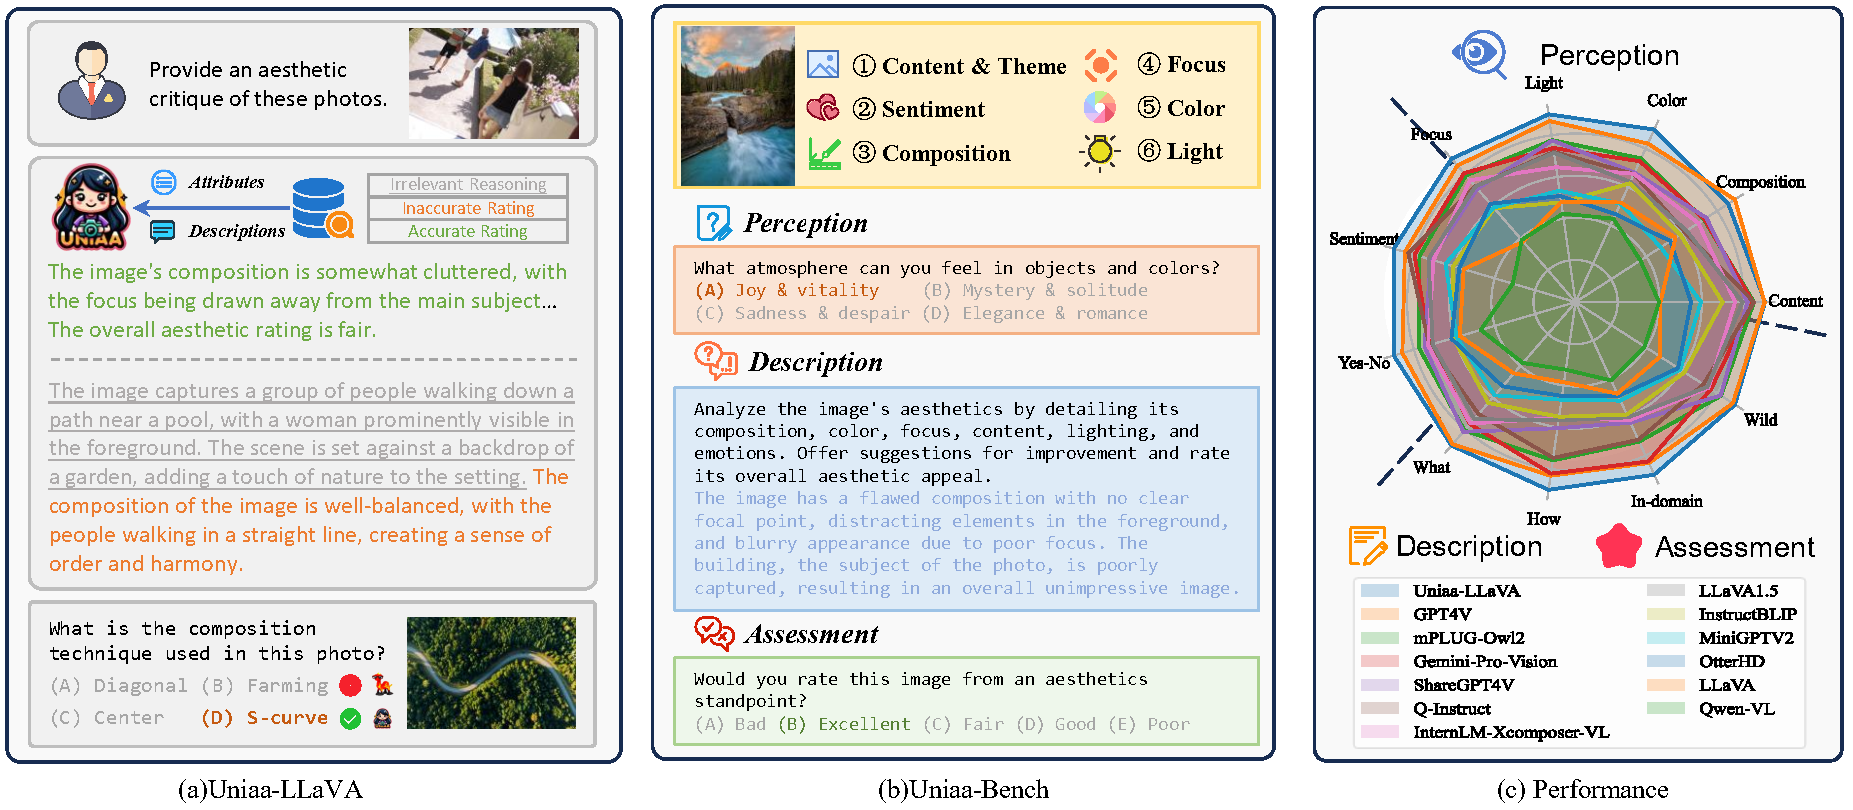 Provide an aesthetic
critique of these photos.
Attributes
Descriptions
UNIAA
Irrelevant Reasoning
Inaccurate Rating
Accurate Rating
The image's composition is somewhat cluttered, with
the focus being drawn away from the main subject...
The overall aesthetic rating is fair.
The image captures a group of people walking down a
path near a pool, with a woman prominently visible in
the foreground. The scene is set against a backdrop of
a garden, adding a touch of nature to the setting. The
composition of the image is well-balanced, with the
people walking in a straight line, creating a sense of
order and harmony.
What is the composition
technique used in this photo?
(A) Diagonal (B) Farming
(C) Center (D) S-curve
(a)Uniaa-LLaVA
① Content & Theme
② Sentiment
③ Composition
④ Focus
⑤ Color
⑥ Light
Perception
What atmosphere can you feel in objects and colors?
(A) Joy & vitality (B) Mystery & solitude
(C) Sadness & despair (D) Elegance & romance
Description
Analyze the image's aesthetics by detailing its
composition, color, focus, content, lighting, and
emotions. Offer suggestions for improvement and rate
its overall aesthetic appeal.
The image has a flawed composition with no clear
focal point, distracting elements in the foreground,
and blurry appearance due to poor focus. The
building, the subject of the photo, is poorly
captured, resulting in an overall unimpressive image.
Assessment
Would you rate this image from an aesthetics
standpoint?
(A) Bad (B) Excellent (C) Fair (D) Good (E) Poor
(b)Uniaa-Bench
Perception
Light
Color
Focus
Composition
Sentiment
Content
Yes-No
Wild
What
In-domain
How
Description
Assessment
Uniaa-LLaVA
GPT4V
mPLUG-Owl2
Gemini-Pro-Vision
ShareGPT4V
Q-Instruct
InternLM-Xcomposer-VL
LLaVA1.5
InstructBLIP
MiniGPTV2
OtterHD
LLaVA
Qwen-VL
(c) Performance